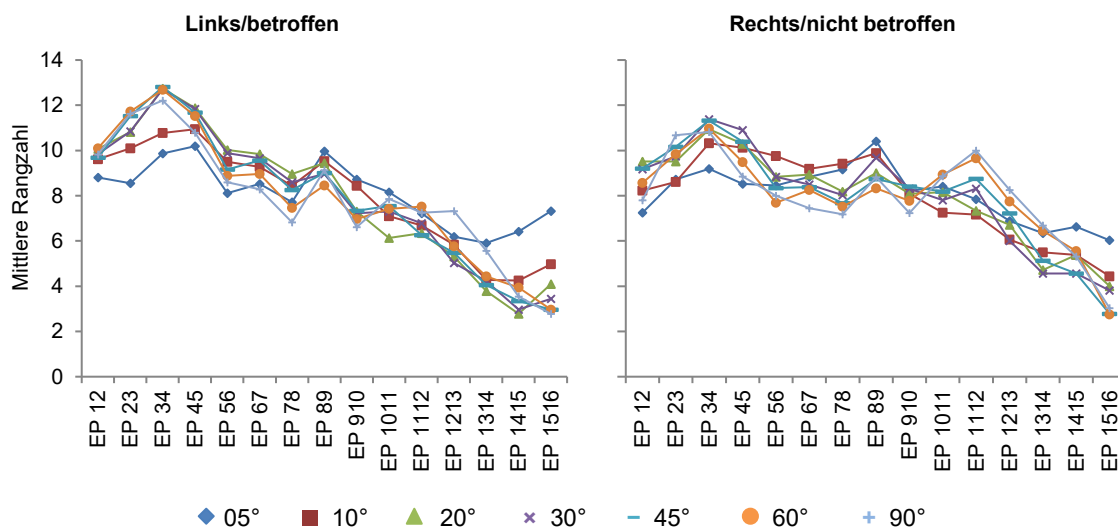 Links/betroffen
Rechts/nicht betroffen
Mittlere Rangzahl
14
12
10
8
6
4
2
0
EP 12
EP 23
EP 34
EP 45
EP 56
EP 67
EP 78
EP 89
EP 910
EP 1011
EP 1112
EP 1213
EP 1314
EP 1415
EP 1516
EP 12
EP 23
EP 34
EP 45
EP 56
EP 67
EP 78
EP 89
EP 910
EP 1011
EP 1112
EP 1213
EP 1314
EP 1415
EP 1516
05° 10° 20° 30° 45° 60° 90°